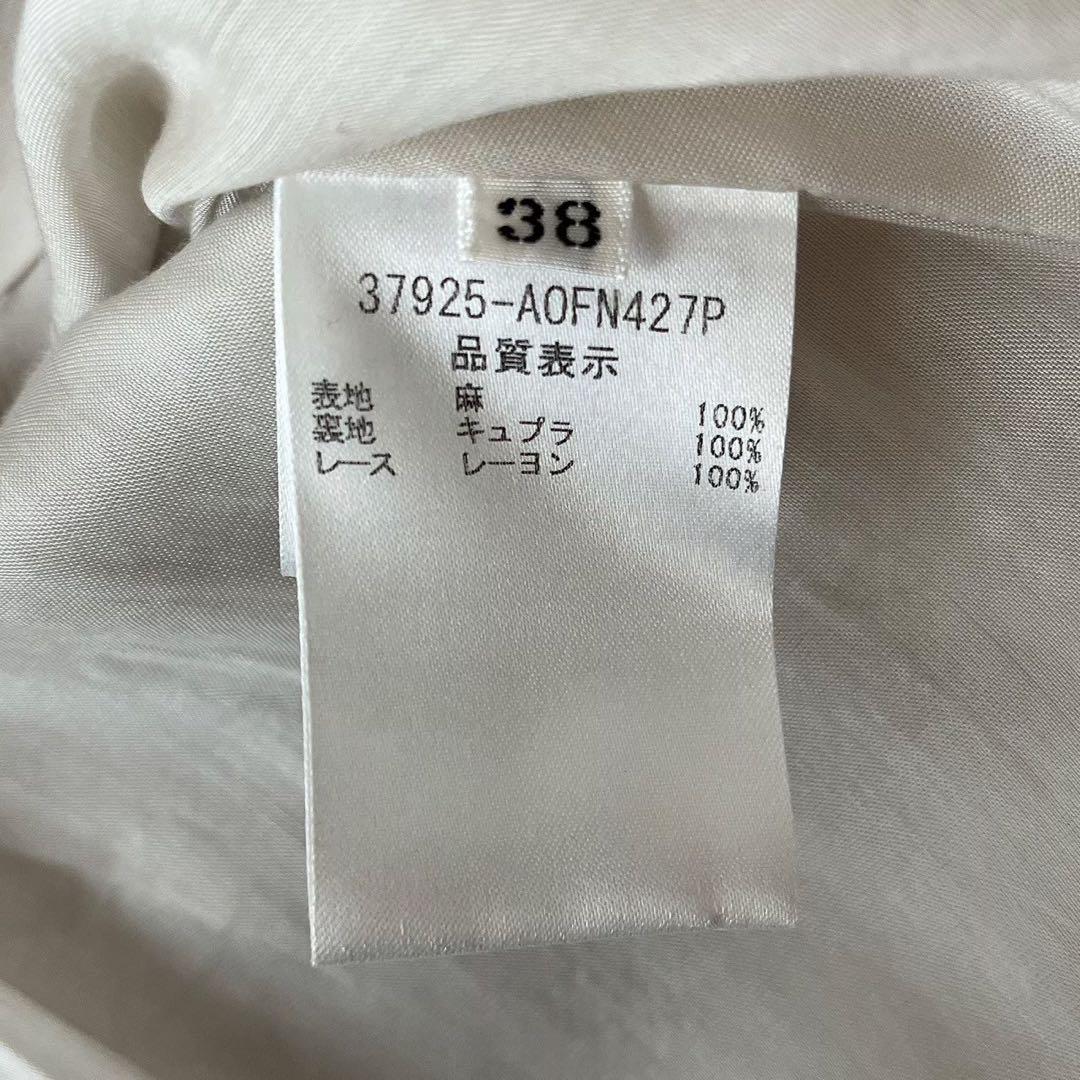 38
37925-AOFN427P
品質表示
表地 麻 100%
裏地 キュプラ 100%
レース レーヨン 100%